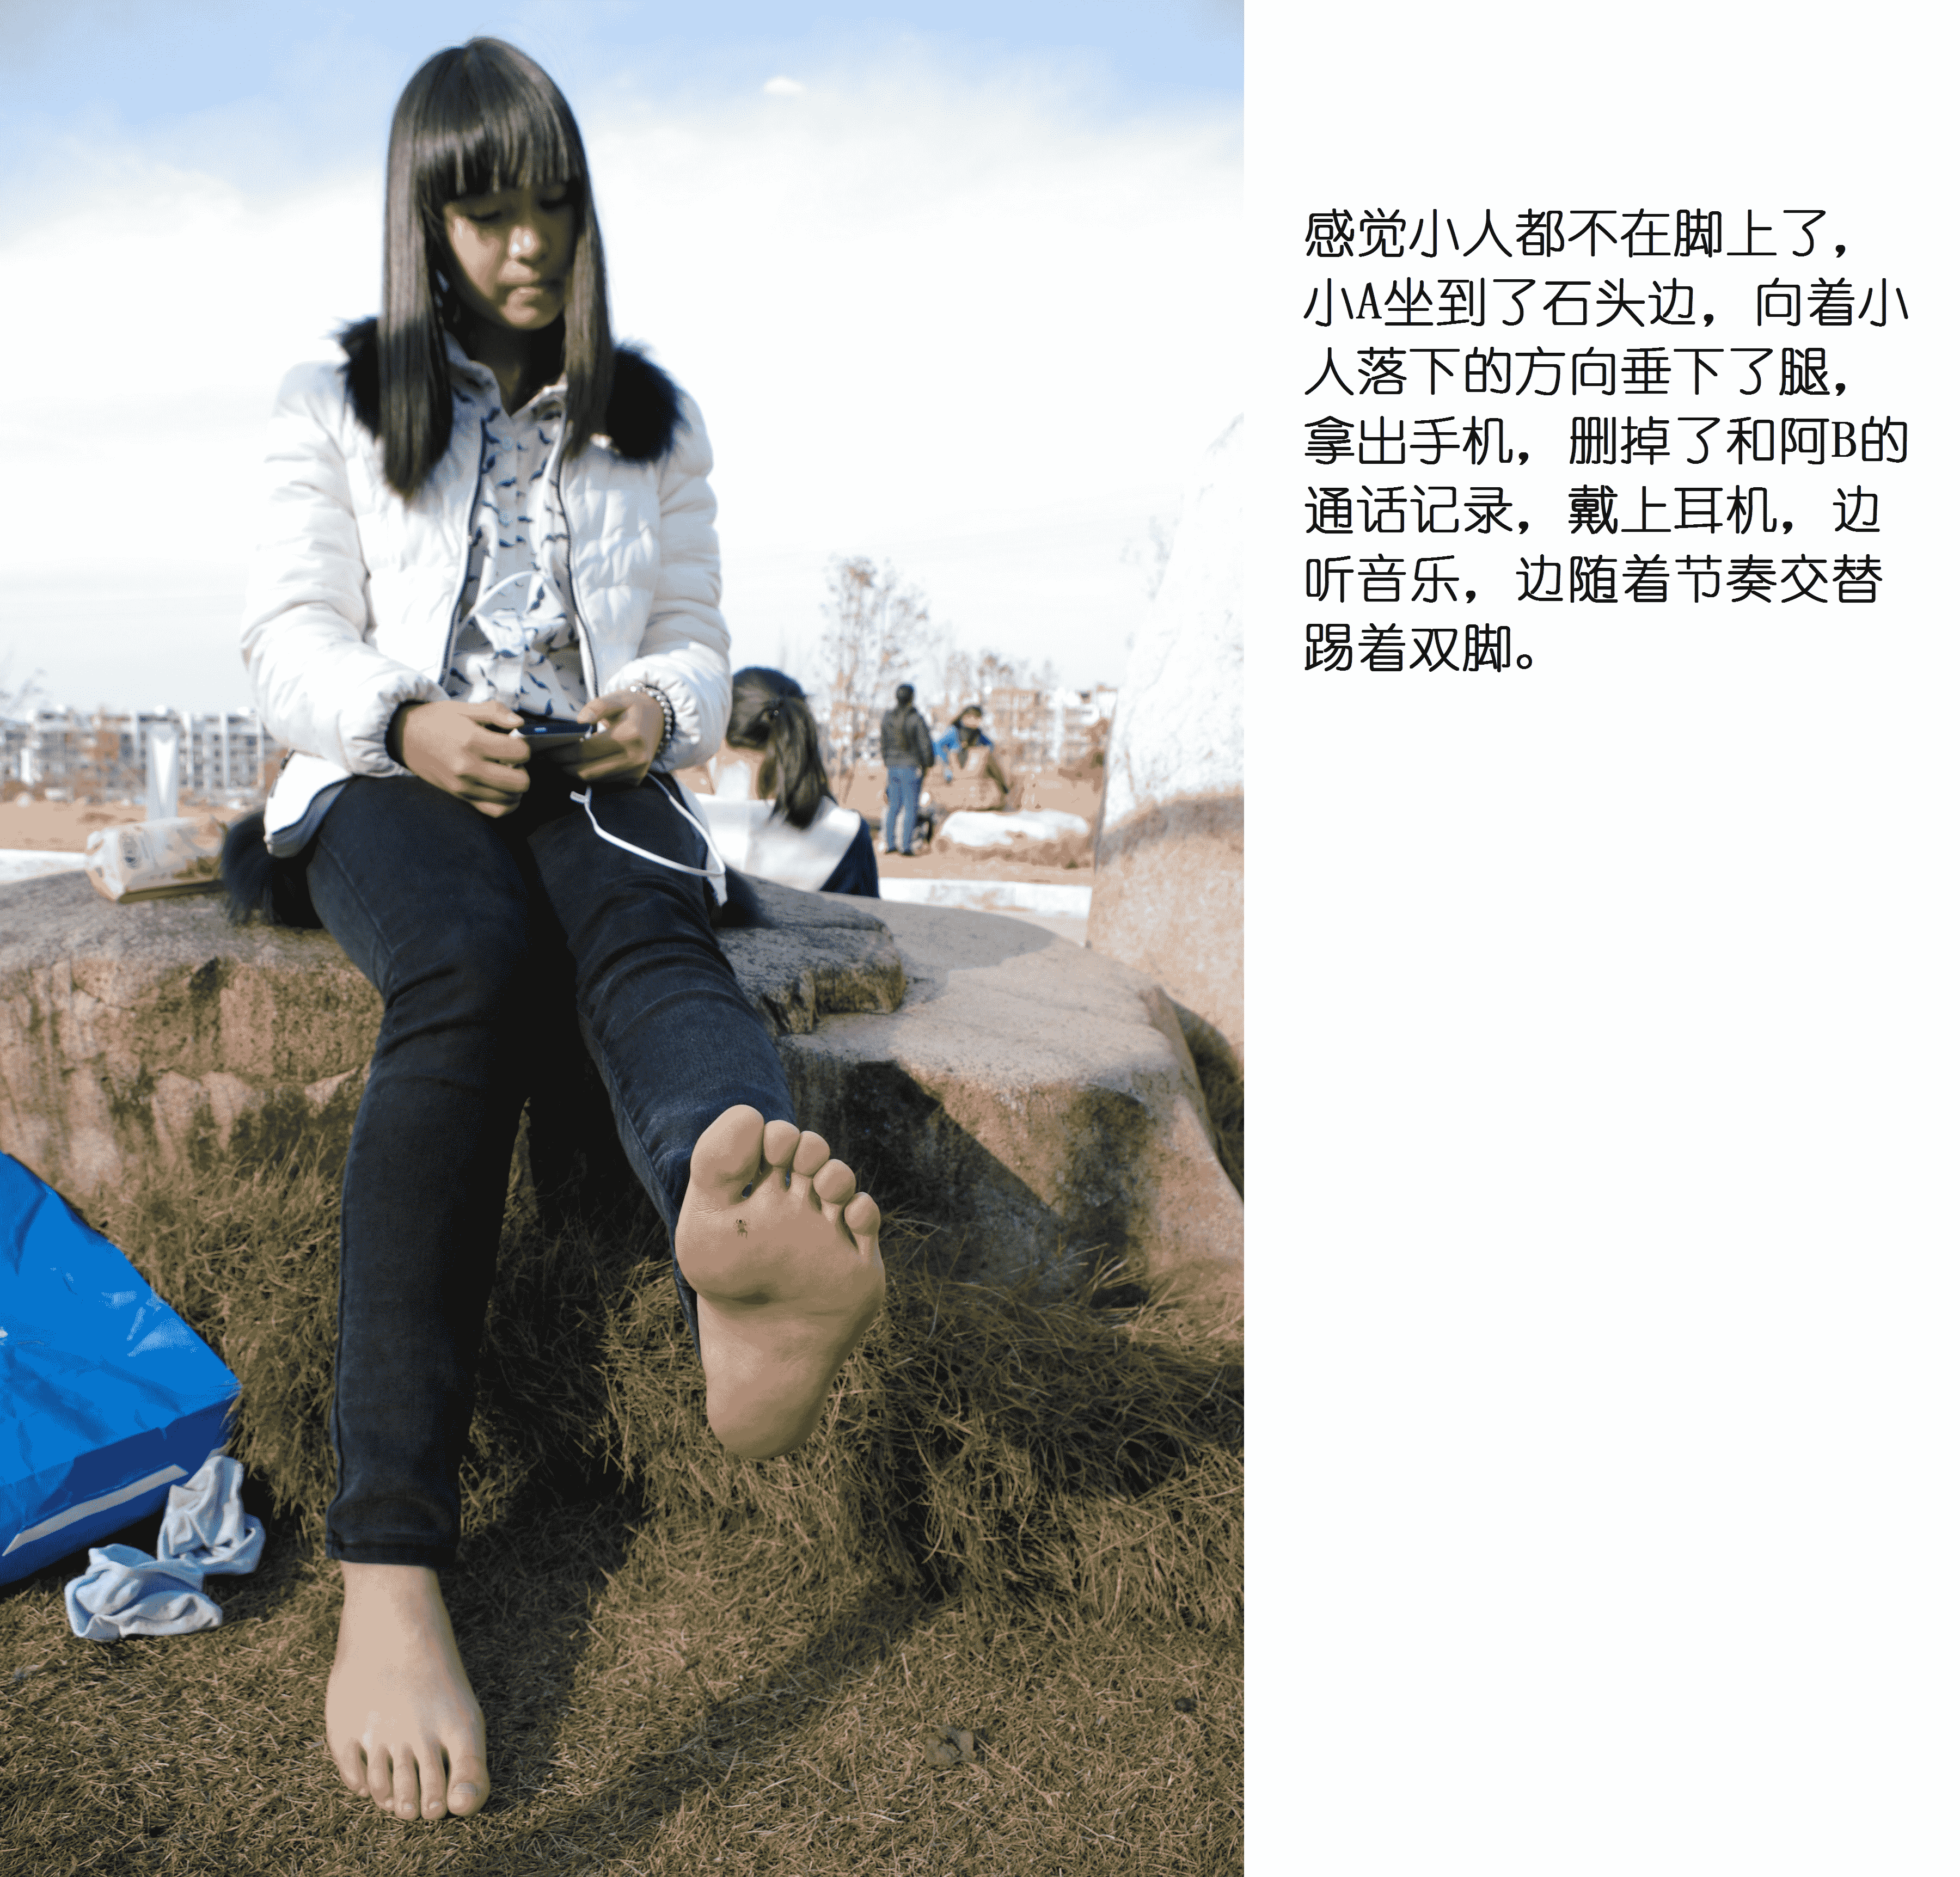 感觉小人都不在脚上了，
小A坐到了石头边，向着小
人落下的方向垂下了腿，
拿出手机，删掉了和阿B的
通话记录，戴上耳机，边
听音乐，边随着节奏交替
踢着双脚。